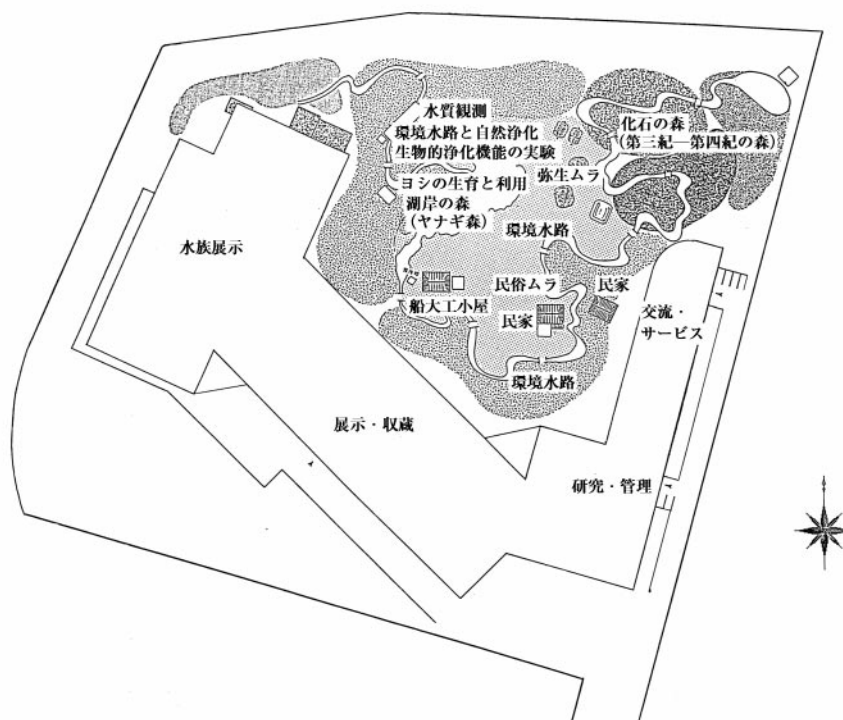 水質観測
環境水路と自然浄化
生物的浄化機能の実験
ヨシの生育と利用
湖岸の森
(ヤナギ森)
化石の森
(第三紀―第四紀の森)
弥生ムラ
環境水路
水族展示
民俗ムラ
民家
船大工小屋
民家
交流・
サービス
環境水路
展示・収蔵
研究・管理